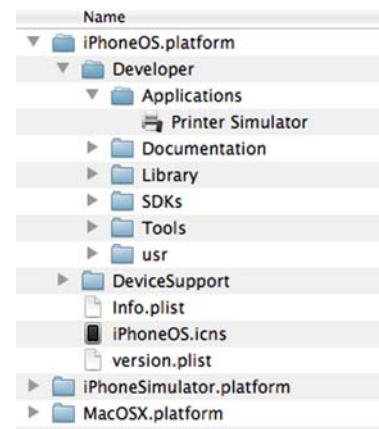 Name
iPhoneOS.platform
Developer
Applications
Printer Simulator
Documentation
Library
SDKs
Tools
usr
DeviceSupport
Info.plist
iPhoneOS.icns
version.plist
iPhoneSimulator.platform
MacOSX.platform